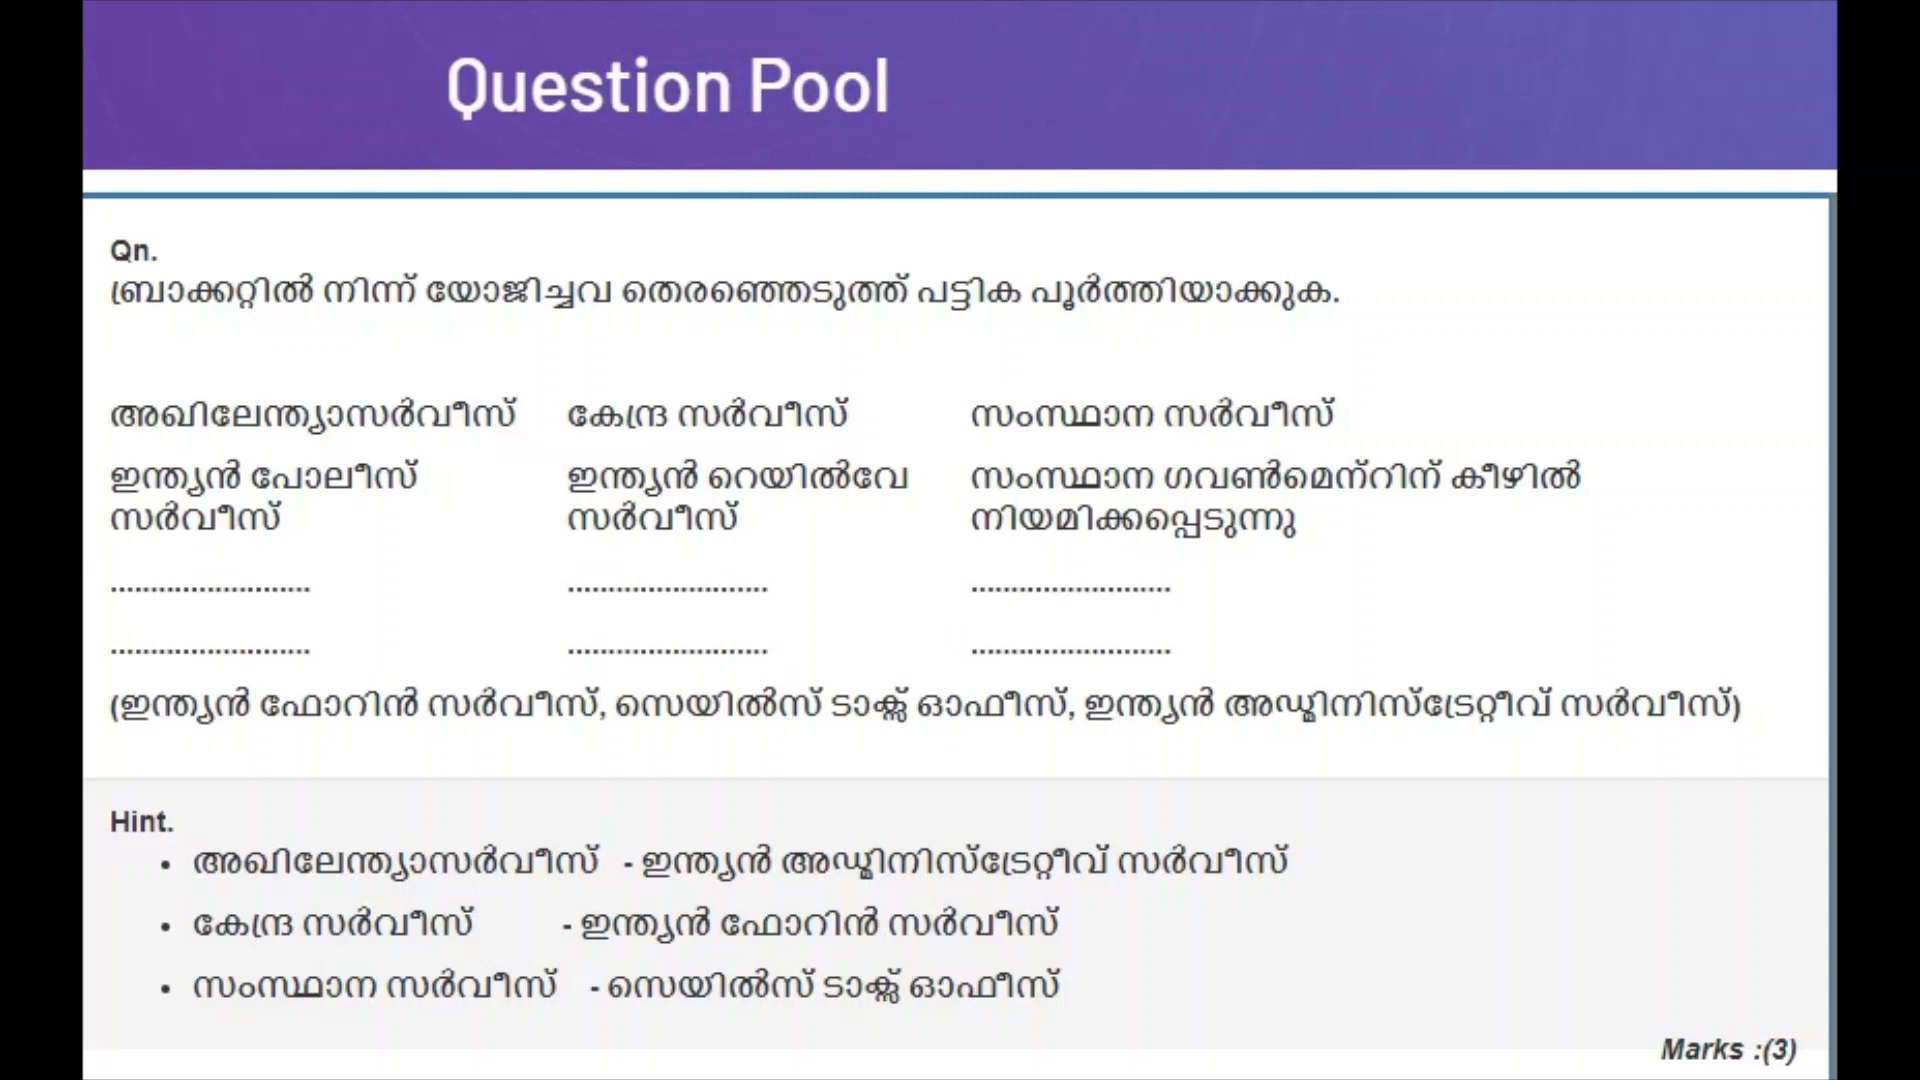 Question Pool
Qn.
ബ്രാക്കറ്റിൽ നിന്ന് യോജിച്ചവ തെരഞ്ഞെടുത്ത് പട്ടിക പൂർത്തിയാക്കുക.
അഖിലേന്ത്യാസർവീസ് കേന്ദ്ര സർവീസ് സംസ്ഥാന സർവീസ്
ഇന്ത്യൻ പോലീസ് ഇന്ത്യൻ റെയിൽവേ സംസ്ഥാന ഗവൺമെന്റിന് കീഴിൽ
സർവീസ് സർവീസ് നിയമിക്കപ്പെടുന്നു
......................... ......................... .........................
......................... ......................... .........................
(ഇന്ത്യൻ ഫോറിൻ സർവീസ്, സെയിൽസ് ടാക്സ് ഓഫീസ്, ഇന്ത്യൻ അഡ്മിനിസ്ട്രേറ്റീവ് സർവീസ്)
Hint.
• അഖിലേന്ത്യാസർവീസ് - ഇന്ത്യൻ അഡ്മിനിസ്ട്രേറ്റീവ് സർവീസ്
• കേന്ദ്ര സർവീസ് - ഇന്ത്യൻ ഫോറിൻ സർവീസ്
• സംസ്ഥാന സർവീസ് - സെയിൽസ് ടാക്സ് ഓഫീസ്
Marks :(3)